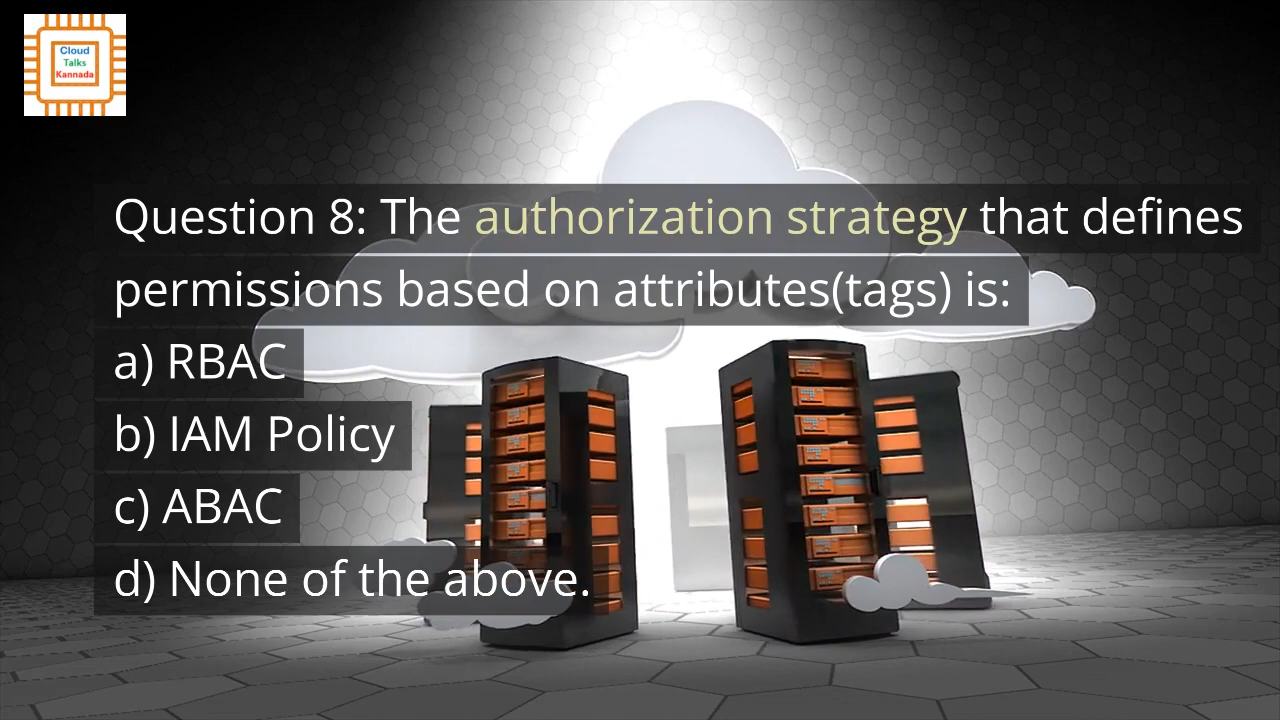 Cloud
Talks
Kannada
Question 8: The authorization strategy that defines
permissions based on attributes(tags) is:
a) RBAC
b) IAM Policy
c) ABAC
d) None of the above.